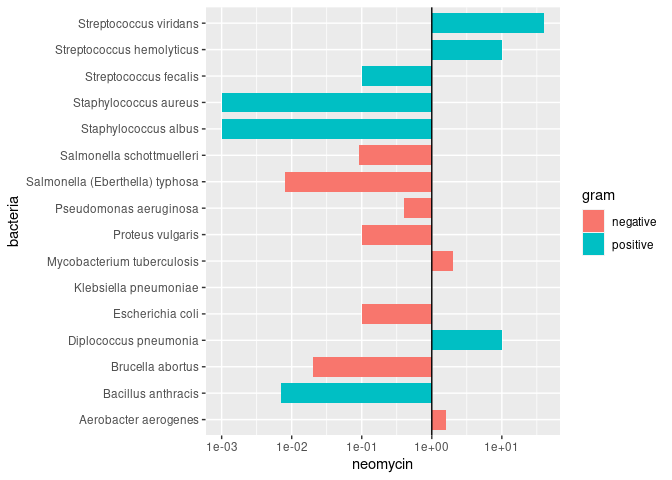 Streptococcus viridans
Streptococcus hemolyticus
Streptococcus fecalis
Staphylococcus aureus
Staphylococcus albus
Salmonella schottmuelleri
Salmonella (Eberthella) typhosa
Pseudomonas aeruginosa
Proteus vulgaris
Mycobacterium tuberculosis
Klebsiella pneumoniae
Escherichia coli
Diplococcus pneumonia
Brucella abortus
Bacillus anthracis
Aerobacter aerogenes
bacteria
1e-03 1e-02 1e-01 1e+00 1e+01
neomycin
gram
negative
positive